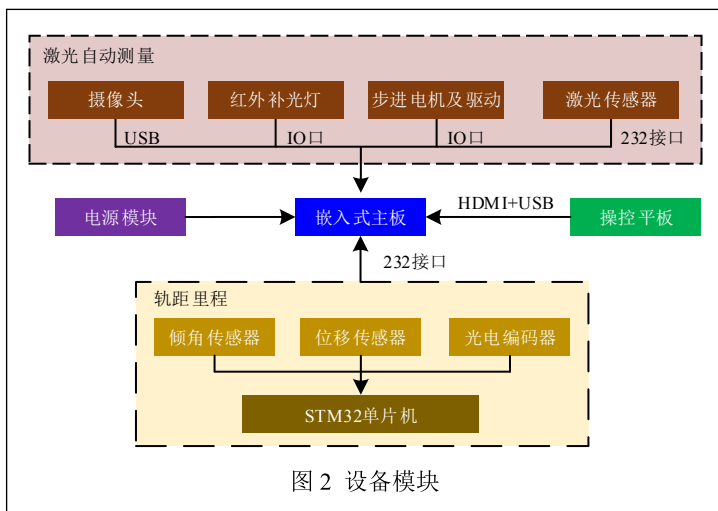 激光自动测量
摄像头 红外补光灯 步进电机及驱动 激光传感器
USB IO口 IO口 232接口
电源模块 嵌入式主板 HDMI+USB 操控平板
232接口
轨距里程
倾角传感器 位移传感器 光电编码器
STM32单片机
图 2 设备模块